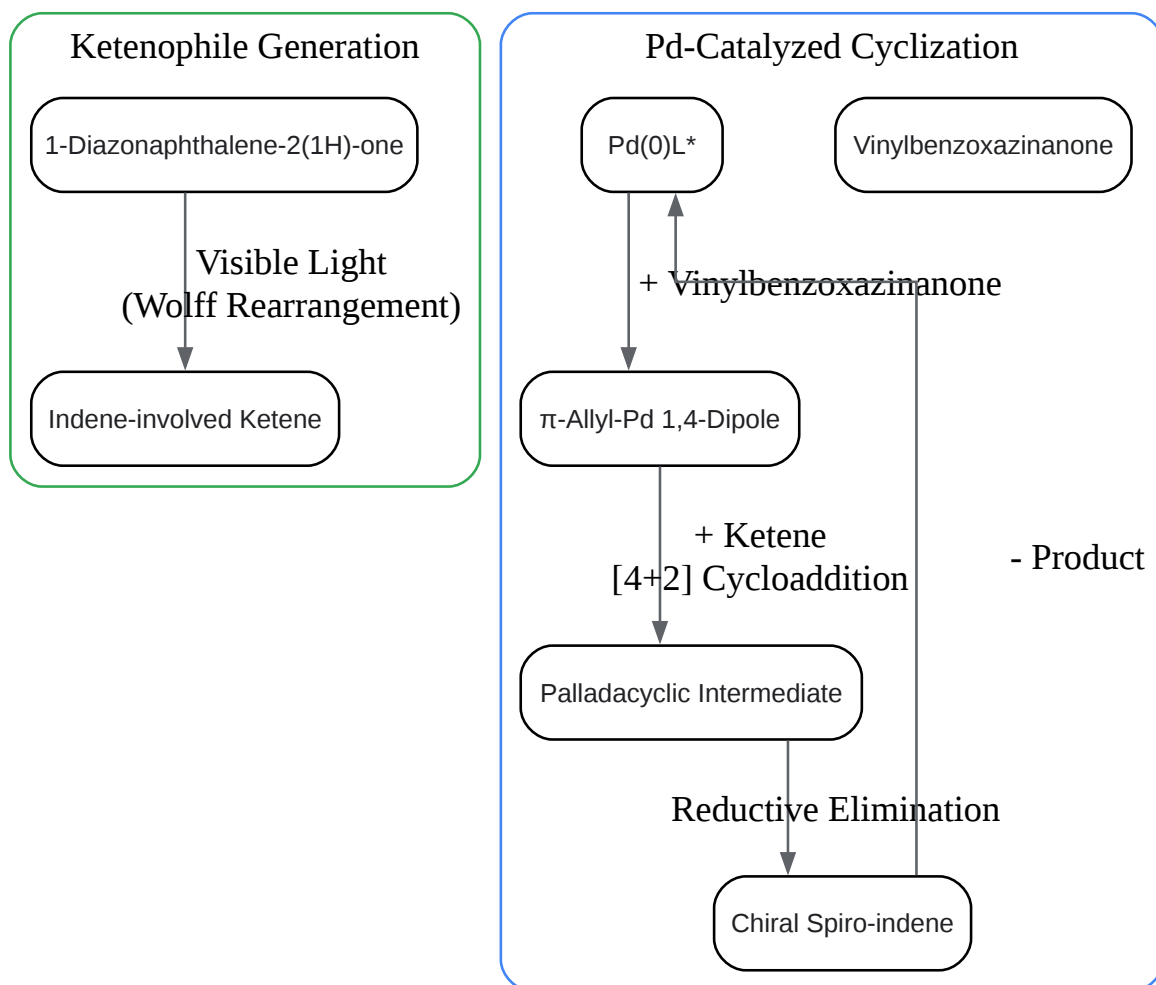 Ketenophile Generation
1-Diazonaphthalene-2(1H)-one
Visible Light
(Wolff Rearrangement)
Indene-involved Ketene
Pd-Catalyzed Cyclization
Pd(0)L*
Vinylbenzoxazinanone
+ Vinylbenzoxazinanone
π-Allyl-Pd 1,4-Dipole
+ Ketene
[4+2] Cycloaddition
- Product
Palladacyclic Intermediate
Reductive Elimination
Chiral Spiro-indene